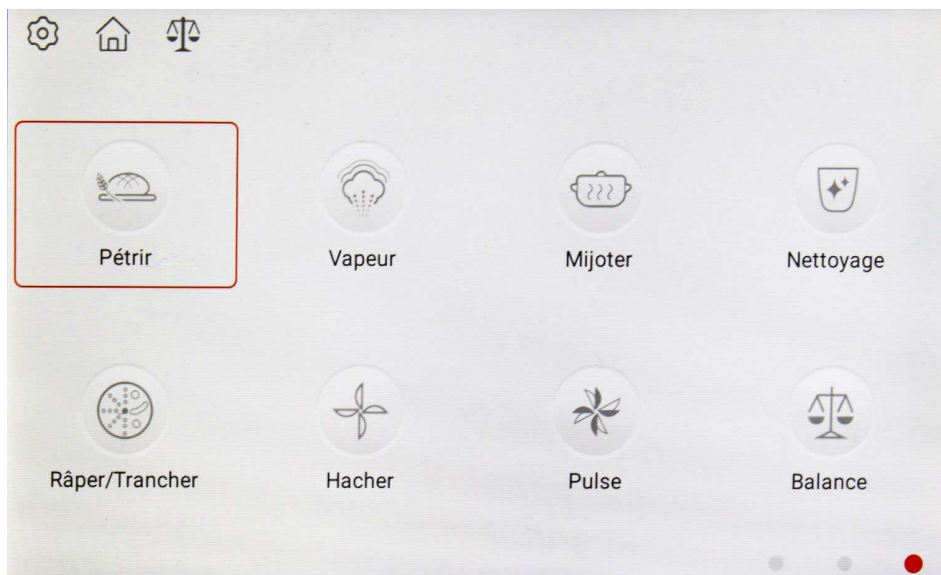 Pétrir
Vapeur
Mijoter
Nettoyage
Râper/Trancher
Hacher
Pulse
Balance